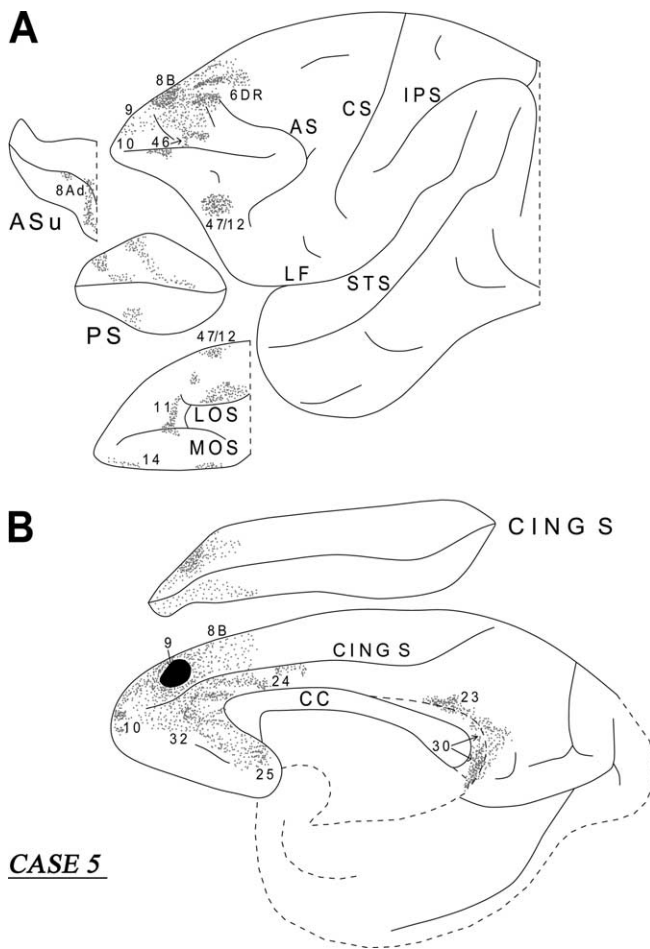 A
8B
6DR
9
AS
CS
IPS
10
46
8Ad
ASu
47/12
LF
STS
PS
47/12
11
LOS
MOS
14
B
CING S
8B
9
CING S
24
CC
23
10
32
30
25
CASE 5